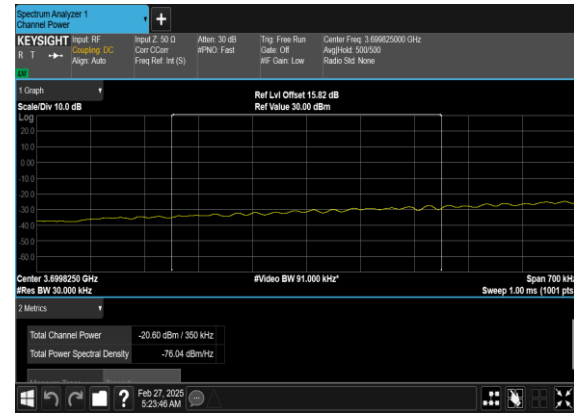 Spectrum Analyzer 1
Channel Power
+
KEYSIGHT
R T
Input: RF
Coupling: DC
Align: Auto
Input Z: 50 Ω
Corr CCorr
Freq Ref: Int (S)
Atten: 30 dB
#PNO: Fast
Trig: Free Run
Gate: Off
#IF Gain: Low
Center Freq: 3.699825000 GHz
Avg|Hold: 500/500
Radio Std: None
1 Graph
Scale/Div 10.0 dB
Ref Lvl Offset 15.82 dB
Ref Value 30.00 dBm
Log
20.0
10.0
0.00
-10.0
-20.0
-30.0
-40.0
-50.0
-60.0
Center 3.6998250 GHz
#Res BW 30.000 kHz
#Video BW 91.000 kHz*
Span 700 kHz
Sweep 1.00 ms (1001 pts
2 Metrics
Total Channel Power -20.60 dBm / 350 kHz
Total Power Spectral Density -76.04 dBm/Hz
?
Feb 27, 2025
5:23:46 AM